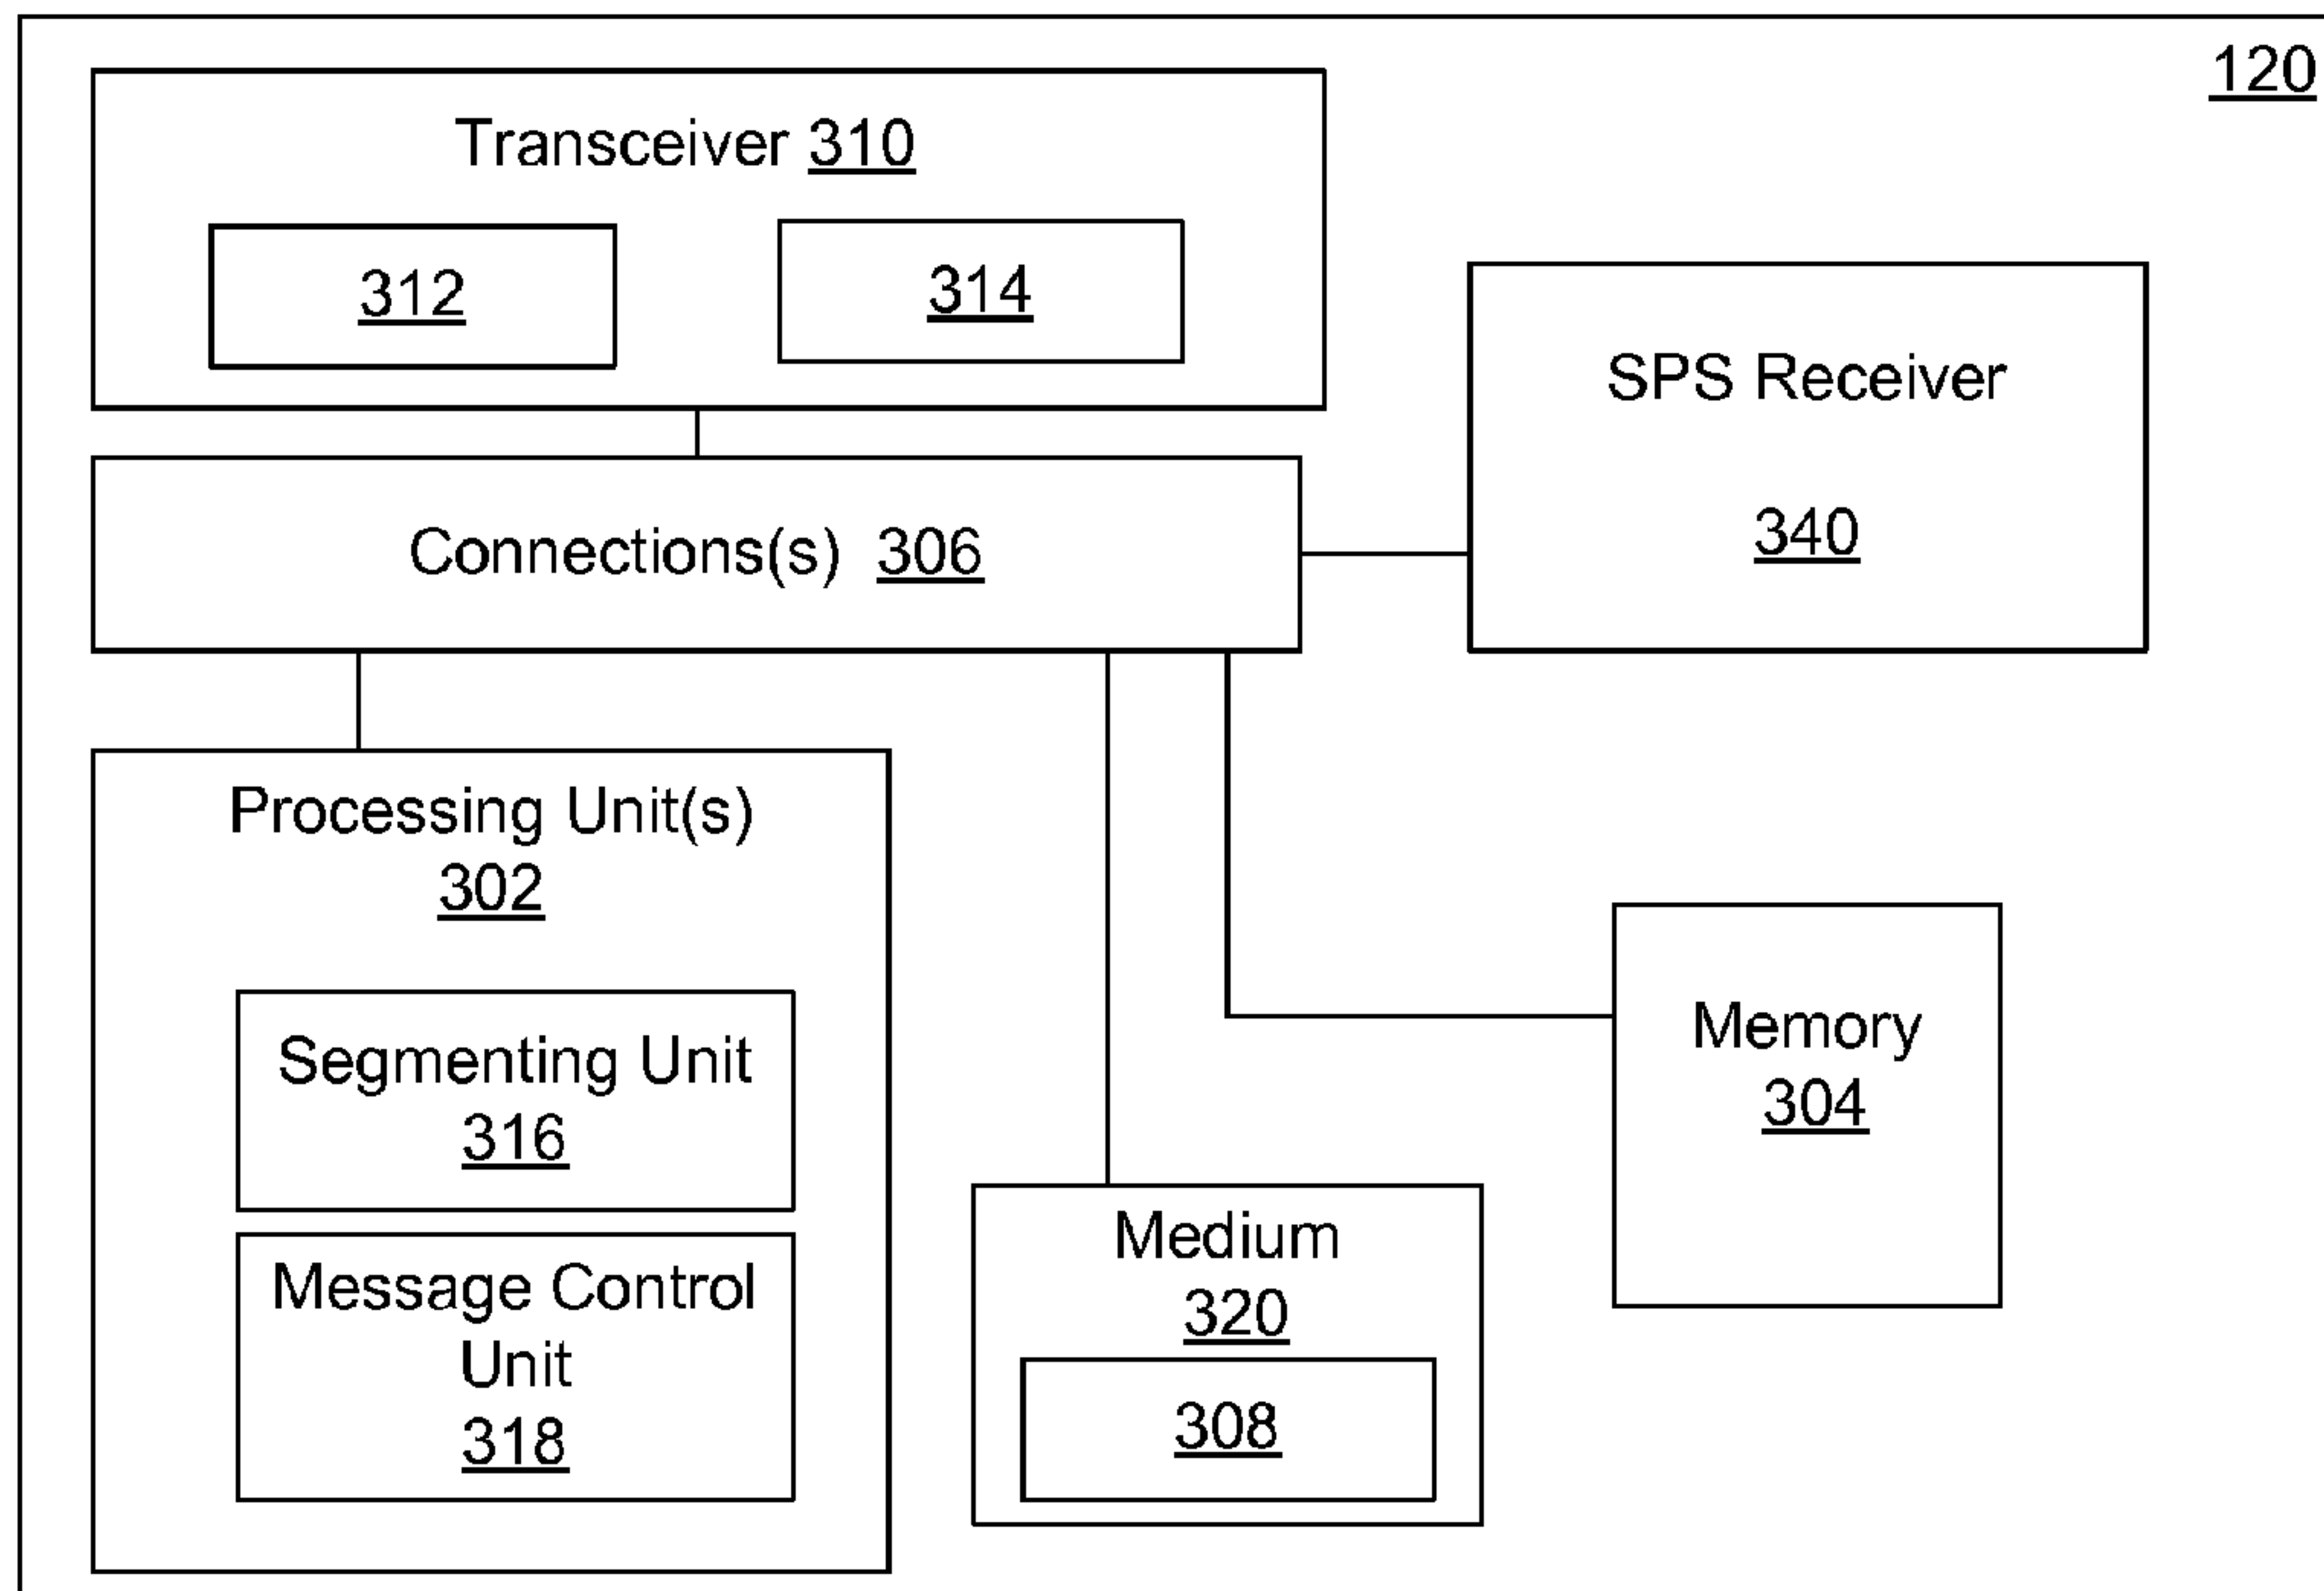 120
Transceiver 310
312
314
SPS Receiver
340
Connections(s) 306
Processing Unit(s)
302
Segmenting Unit
316
Message Control
Unit
318
Memory
304
Medium
320
308